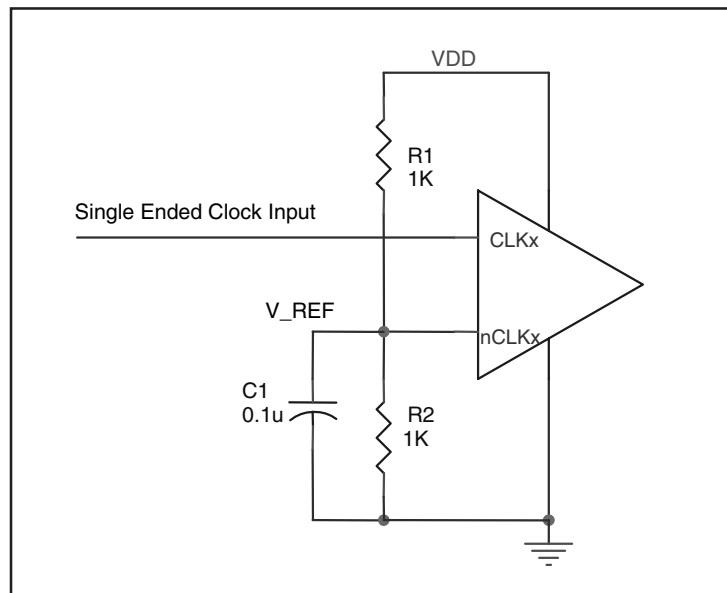 VDD
R1
1K
Single Ended Clock Input
CLKx
V_REF
nCLKx
C1
0.1u
R2
1K